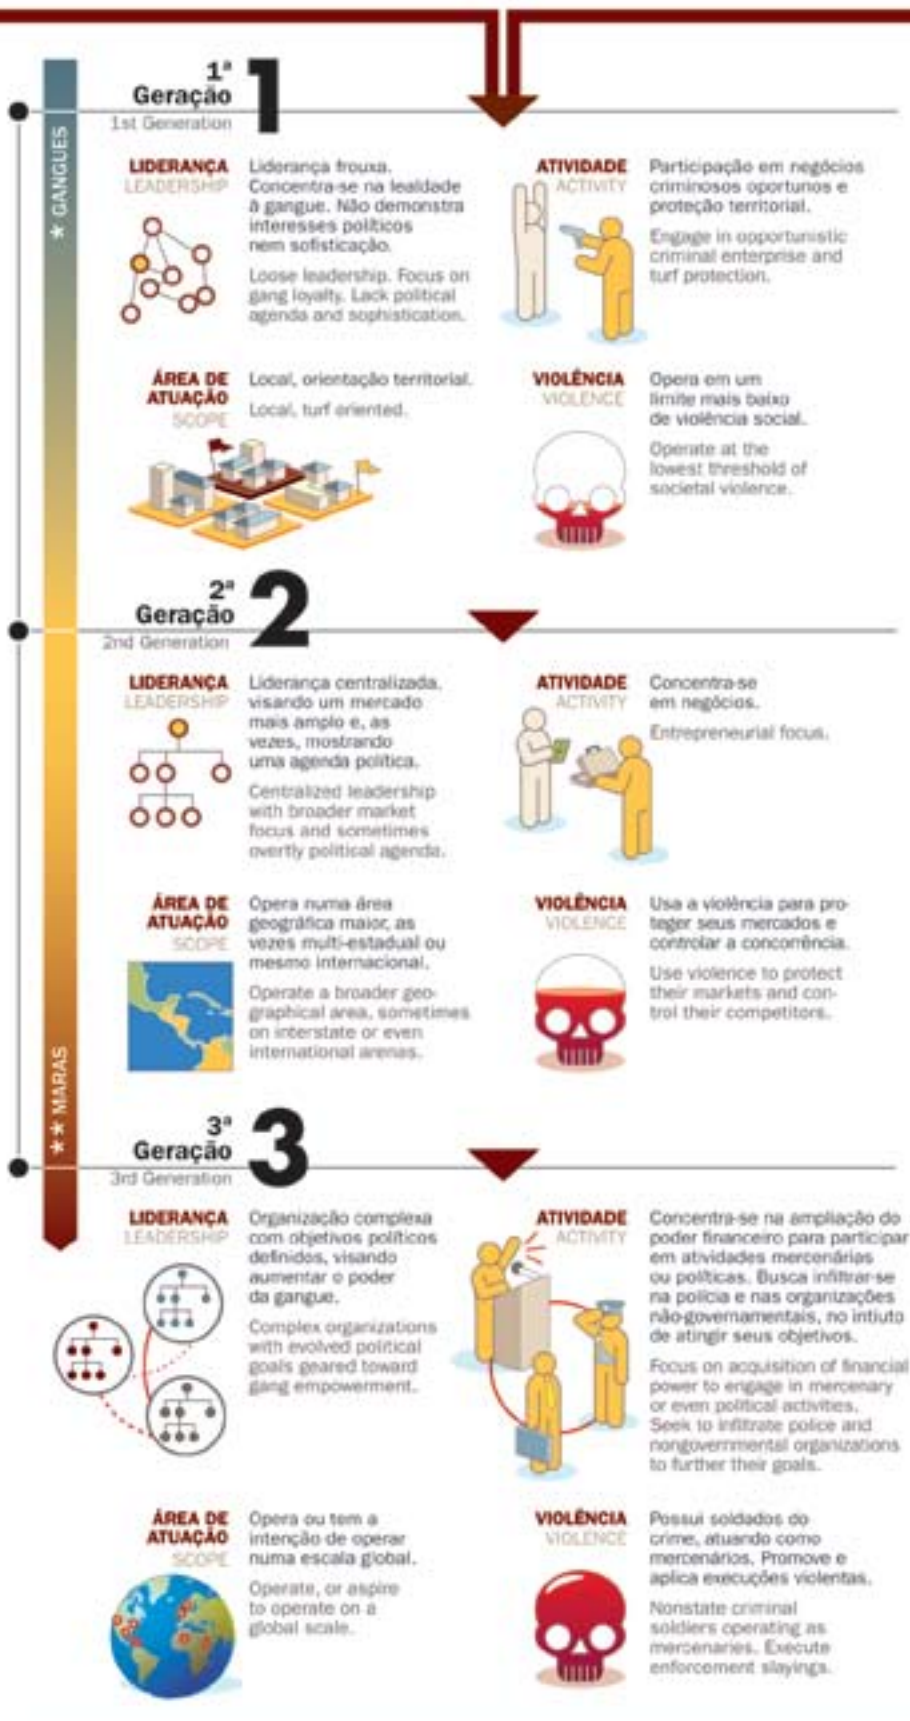 ★ GANGUES
1ª
Geração
1st Generation
1
LIDERANÇA
LEADERSHIP
Liderança frouxa.
Concentra-se na lealdade
à gangue. Não demonstra
interesses políticos
nem sofisticação.
Loose leadership. Focus on
gang loyalty. Lack political
agenda and sophistication.
ATIVIDADE
ACTIVITY
Participação em negócios
criminosos oportunos e
proteção territorial.
Engage in opportunistic
criminal enterprise and
turf protection.
ÁREA DE
ATUAÇÃO
SCOPE
Local, orientação territorial.
Local, turf oriented.
VIOLÊNCIA
VIOLENCE
Opera em um
limite mais baixo
de violência social.
Operate at the
lowest threshold of
societal violence.
2ª
Geração
2nd Generation
2
LIDERANÇA
LEADERSHIP
Liderança centralizada,
visando um mercado
mais amplo e, as
vezes, mostrando
uma agenda política.
Centralized leadership
with broader market
focus and sometimes
overtly political agenda.
ATIVIDADE
ACTIVITY
Concentra-se
em negócios.
Entrepreneurial focus.
ÁREA DE
ATUAÇÃO
SCOPE
Opera numa área
geográfica maior, as
vezes multi-estadual ou
mesmo internacional.
Operate a broader geo-
graphical area, sometimes
on interstate or even
international arenas.
VIOLÊNCIA
VIOLENCE
Usa a violência para pro-
teger seus mercados e
controlar a concorrência.
Use violence to protect
their markets and con-
trol their competitors.
★★ MARAS
3ª
Geração
3rd Generation
3
LIDERANÇA
LEADERSHIP
Organização complexa
com objetivos políticos
definidos, visando
aumentar o poder
da gangue.
Complex organizations
with evolved political
goals geared toward
gang empowerment.
ATIVIDADE
ACTIVITY
Concentra-se na ampliação do
poder financeiro para participar
em atividades mercenárias
ou políticas. Busca infiltrar-se
na polícia e nas organizações
não-governamentais, no intiuto
de atingir seus objetivos.
Focus on acquisition of financial
power to engage in mercenary
or even political activities.
Seek to infiltrate police and
nongovernmental organizations
to further their goals.
ÁREA DE
ATUAÇÃO
SCOPE
Opera ou tem a
intenção de operar
numa escala global.
Operate, or aspire
to operate on a
global scale.
VIOLÊNCIA
VIOLENCE
Possui soldados do
crime, atuando como
mercenários. Promove e
aplica execuções violentas.
Nonstate criminal
soldiers operating as
mercenaries. Execute
enforcement slayings.